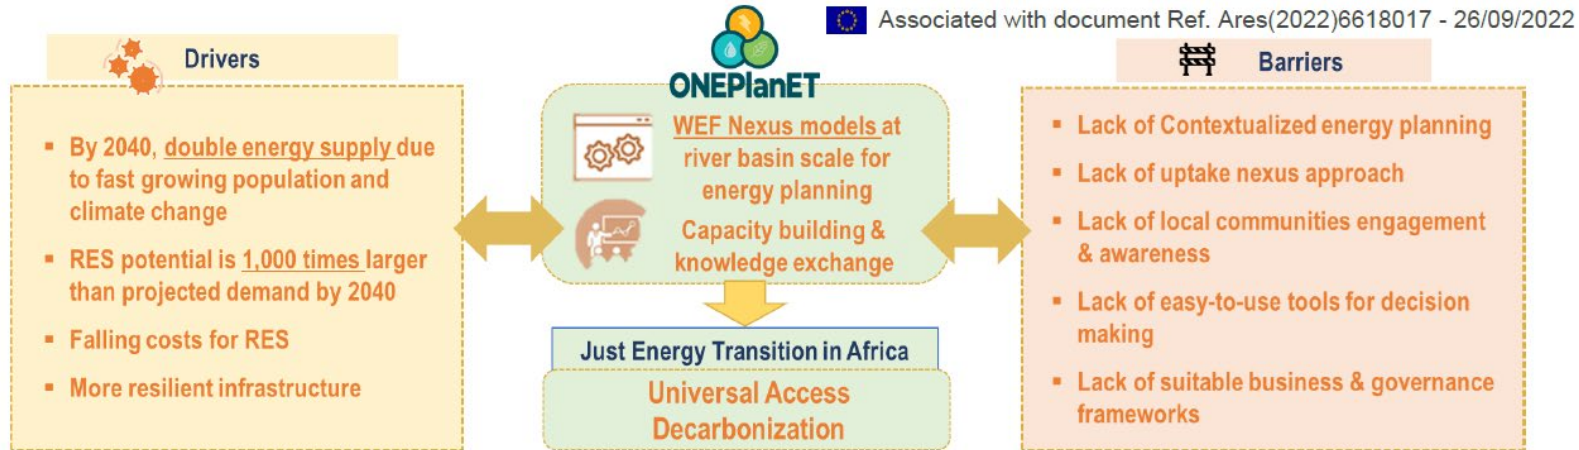 Associated with document Ref. Ares(2022)6618017 - 26/09/2022
Drivers
▪ By 2040, double energy supply due
to fast growing population and
climate change
▪ RES potential is 1,000 times larger
than projected demand by 2040
▪ Falling costs for RES
▪ More resilient infrastructure
ONEPlanET
WEF Nexus models at
river basin scale for
energy planning
Capacity building &
knowledge exchange
Just Energy Transition in Africa
Universal Access
Decarbonization
Barriers
▪ Lack of Contextualized energy planning
▪ Lack of uptake nexus approach
▪ Lack of local communities engagement
& awareness
▪ Lack of easy-to-use tools for decision
making
▪ Lack of suitable business & governance
frameworks